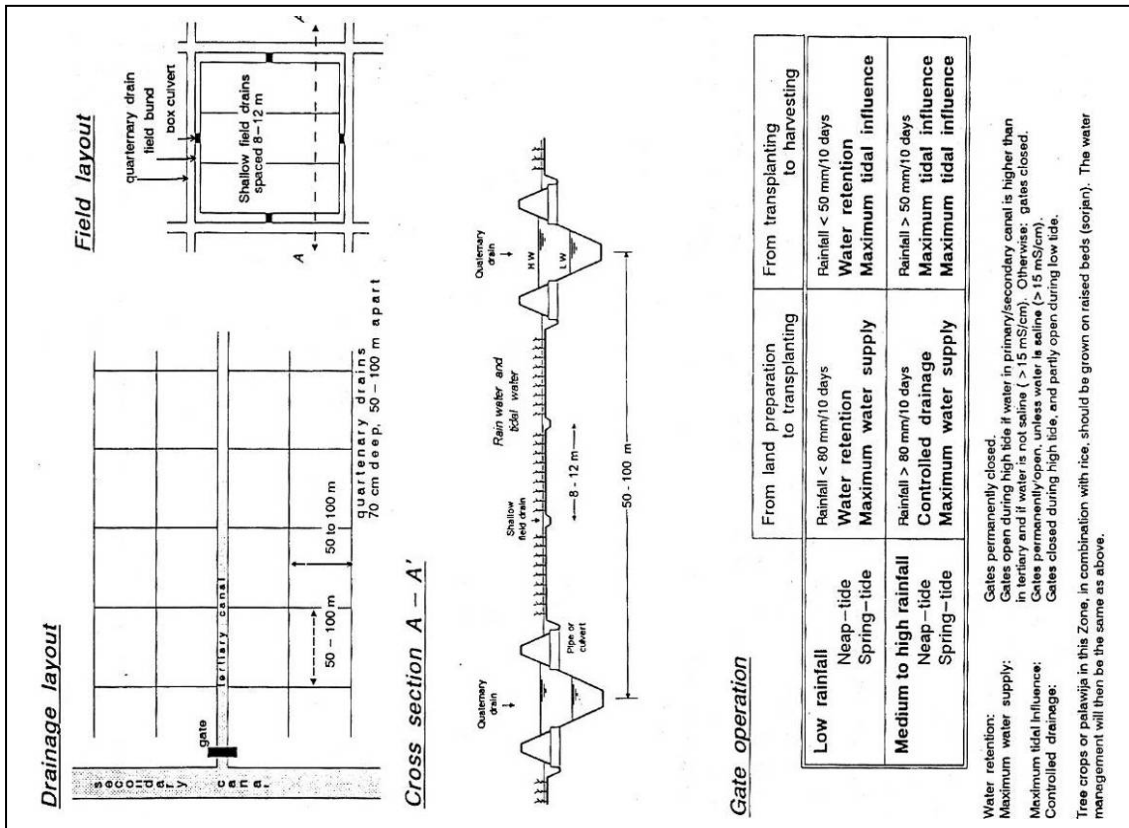 Drainage layout
secondary canal
gate
tertiary canal
50 - 100 m
50 to 100 m
quartenary drains
70 cm deep, 50 - 100 m apart
Field layout
quarternary drain
field bund
box culvert
Shallow field drains
spaced 8-12 m
A
A'
Cross section A - A'
Quaternary
drain
Pipe or
culvert
Shallow
field drain
Rain water and
tidal water
8 - 12 m
50 - 100 m
Quaternary
drain
HW
LW
Gate operation
From land preparation
to transplanting
From transplanting
to harvesting
Low rainfall
Neap-tide
Spring-tide
Rainfall < 80 mm/10 days
Water retention
Maximum water supply
Rainfall < 50 mm/10 days
Water retention
Maximum tidal influence
Medium to high rainfall
Neap-tide
Spring-tide
Rainfall > 80 mm/10 days
Controlled drainage
Maximum water supply
Rainfall > 50 mm/10 days
Maximum tidal influence
Maximum tidal influence
Water retention: Gates permanently closed.
Maximum water supply: Gates open during high tide if water in primary/secondary canal is higher than
in tertiary and if water is not saline ( >15 mS/cm). Otherwise: gates closed.
Maximum tidal Influence: Gates permanently open, unless water is saline (>15 mS/cm).
Controlled drainage: Gates closed during high tide, and partly open during low tide.
Tree crops or palawija in this Zone, in combination with rice, should be grown on raised beds (sorjan). The water
management will then be the same as above.